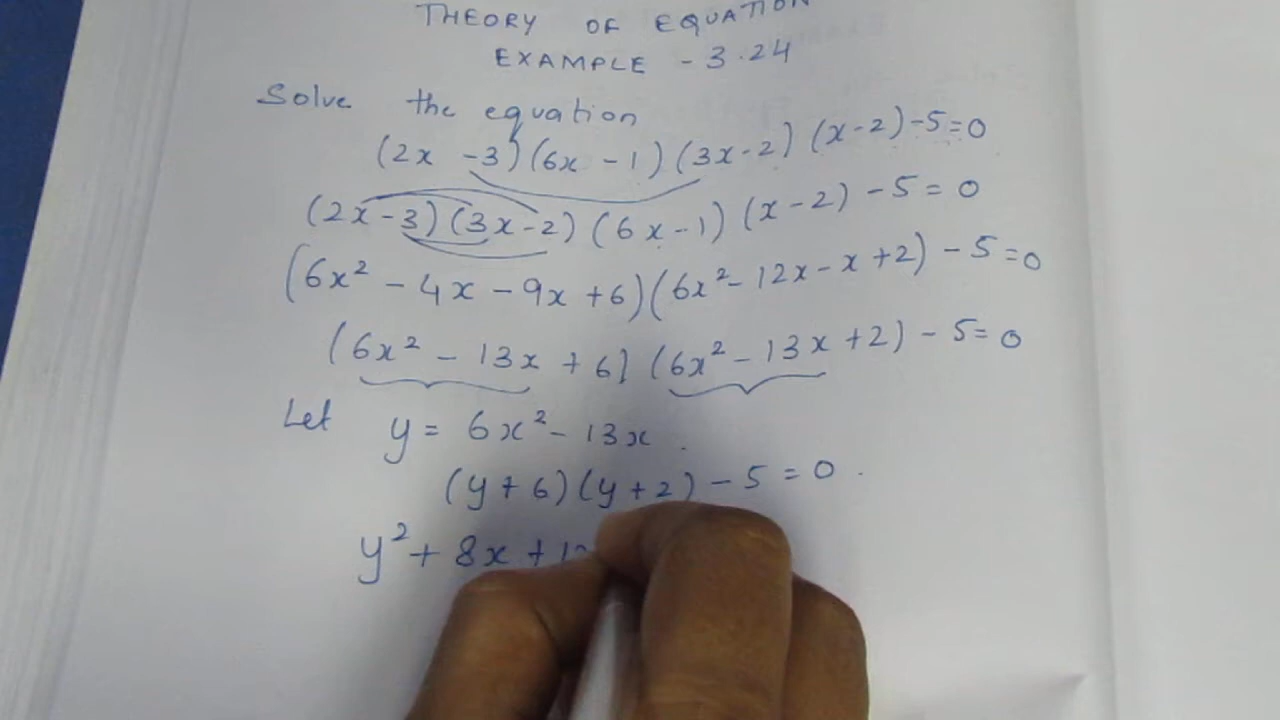 THEORY OF EQUATION
EXAMPLE - 3.24
Solve the equation
(2x - 3)(6x - 1)(3x - 2)(x - 2) - 5 = 0
(2x - 3)(3x - 2)(6x - 1)(x - 2) - 5 = 0
(6x² - 4x - 9x + 6)(6x² - 12x - x + 2) - 5 = 0
(6x² - 13x + 6)(6x² - 13x + 2) - 5 = 0
Let y = 6x² - 13x.
(y + 6)(y + 2) - 5 = 0.
y² + 8x + 12